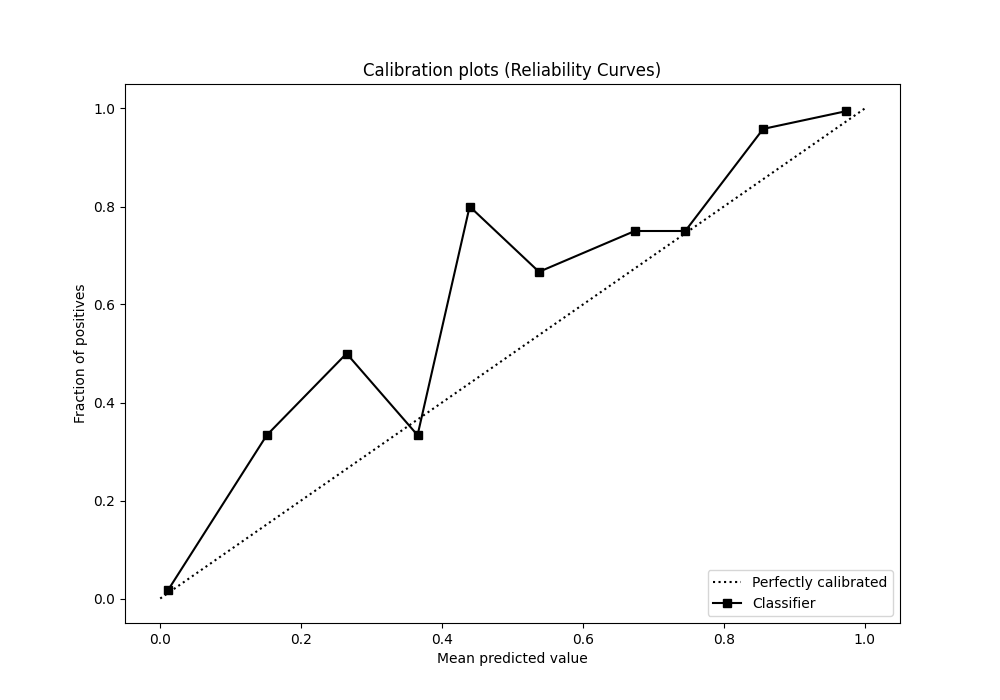 Calibration plots (Reliability Curves)
1.0
0.8
0.6
0.4
0.2
0.0
Fraction of positives
Perfectly calibrated
Classifier
0.0 0.2 0.4 0.6 0.8 1.0
Mean predicted value